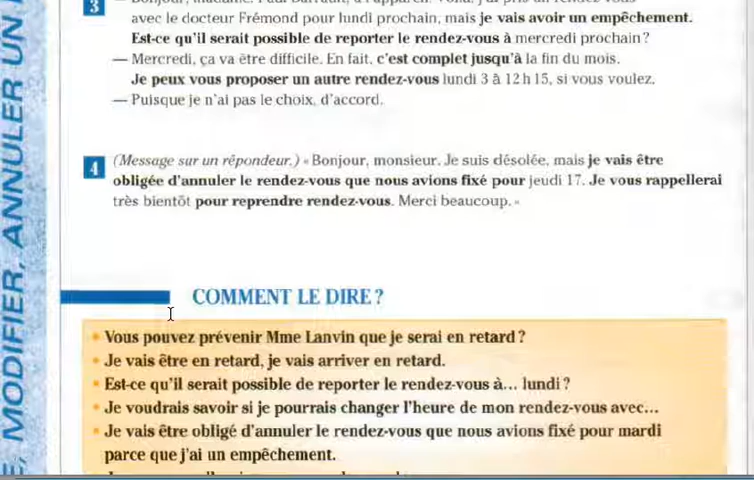 3
avec le docteur Frémond pour lundi prochain, mais je vais avoir un empêchement.
Est-ce qu'il serait possible de reporter le rendez-vous à mercredi prochain ?
— Mercredi, ça va être difficile. En fait, c'est complet jusqu'à la fin du mois.
Je peux vous proposer un autre rendez-vous lundi 3 à 12 h 15, si vous voulez.
— Puisque je n'ai pas le choix, d'accord.
4
(Message sur un répondeur.) « Bonjour, monsieur. Je suis désolée, mais je vais être
obligée d'annuler le rendez-vous que nous avions fixé pour jeudi 17. Je vous rappellerai
très bientôt pour reprendre rendez-vous. Merci beaucoup. »
COMMENT LE DIRE ?
• Vous pouvez prévenir Mme Lanvin que je serai en retard ?
• Je vais être en retard, je vais arriver en retard.
• Est-ce qu'il serait possible de reporter le rendez-vous à... lundi ?
• Je voudrais savoir si je pourrais changer l'heure de mon rendez-vous avec...
• Je vais être obligé d'annuler le rendez-vous que nous avions fixé pour mardi
parce que j'ai un empêchement.
, MODIFIER, ANNULER UN